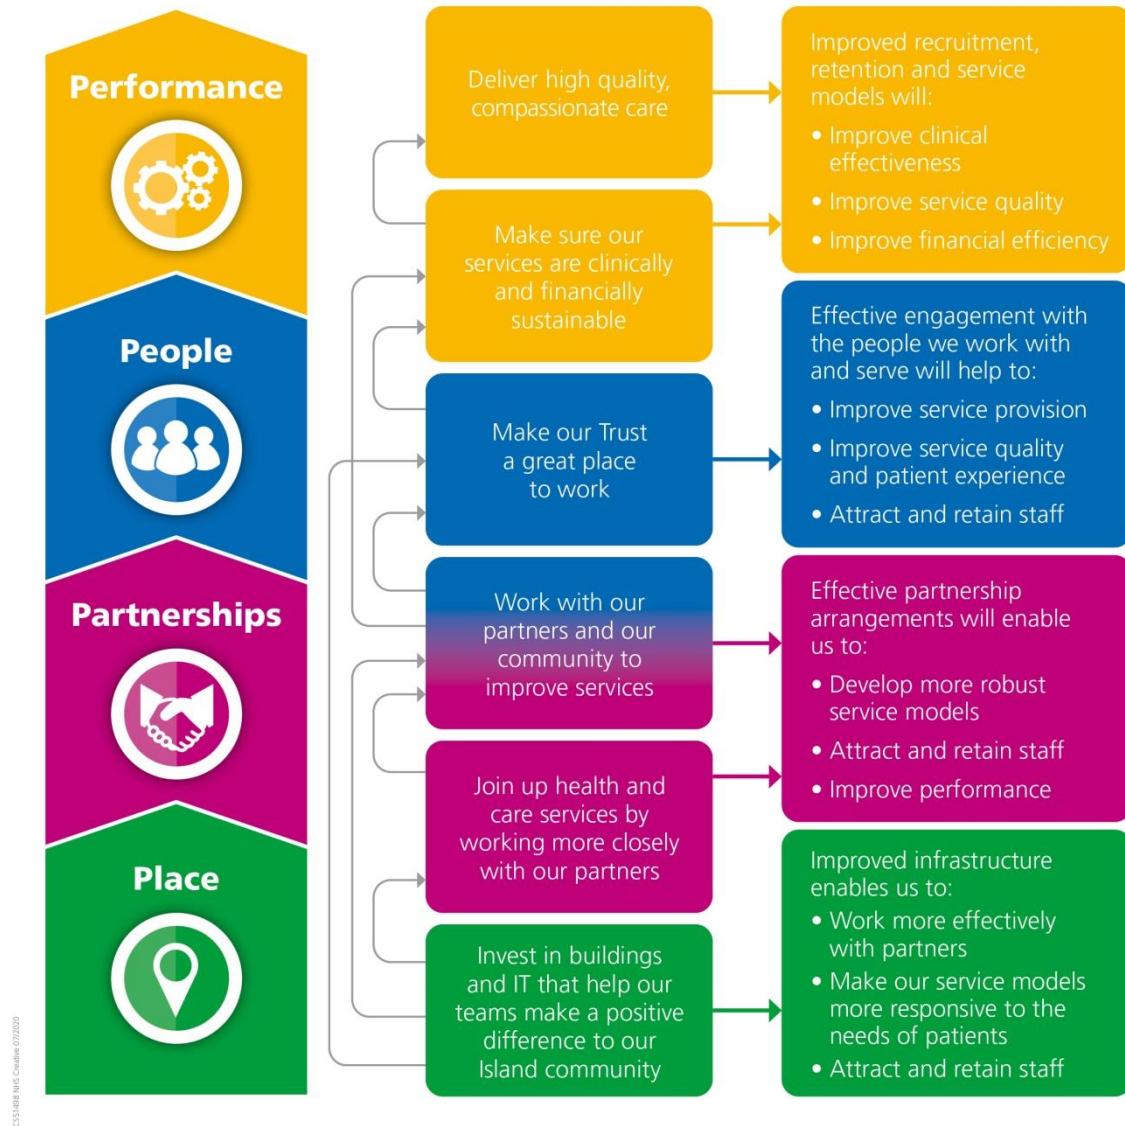 Performance
People
Partnerships
Place
Deliver high quality,
compassionate care
Make sure our
services are clinically
and financially
sustainable
Make our Trust
a great place
to work
Work with our
partners and our
community to
improve services
Join up health and
care services by
working more closely
with our partners
Invest in buildings
and IT that help our
teams make a positive
difference to our
Island community
Improved recruitment,
retention and service
models will:
• Improve clinical
effectiveness
• Improve service quality
• Improve financial efficiency
Effective engagement with
the people we work with
and serve will help to:
• Improve service provision
• Improve service quality
and patient experience
• Attract and retain staff
Effective partnership
arrangements will enable
us to:
• Develop more robust
service models
• Attract and retain staff
• Improve performance
Improved infrastructure
enables us to:
• Work more effectively
with partners
• Make our service models
more responsive to the
needs of patients
• Attract and retain staff
NHS Creative 07/2020